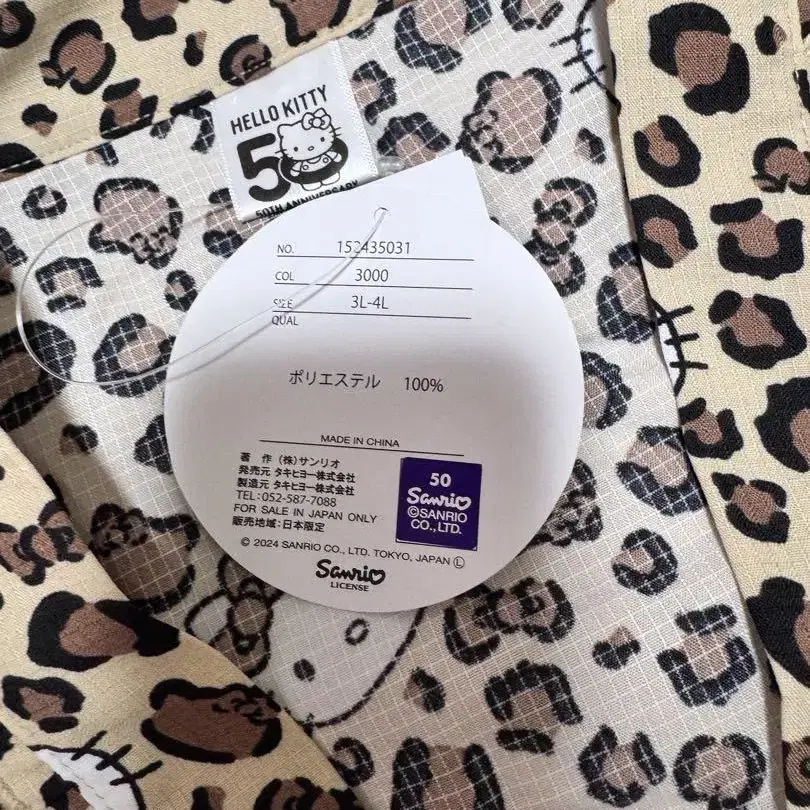 HELLO KITTY
50
50TH ANNIVERSARY
NO. 152435031
COL 3000
SIZE 3L-4L
QUAL
ポリエステル 100%
MADE IN CHINA
著 作 (株)サンリオ
発売元 タキヒヨー株式会社
製造元 タキヒヨー株式会社
TEL:052-587-7088
FOR SALE IN JAPAN ONLY
販売地域:日本限定
50
Sanrio
©SANRIO
CO., LTD.
© 2024 SANRIO CO., LTD. TOKYO, JAPAN Ⓛ
Sanrio
LICENSE